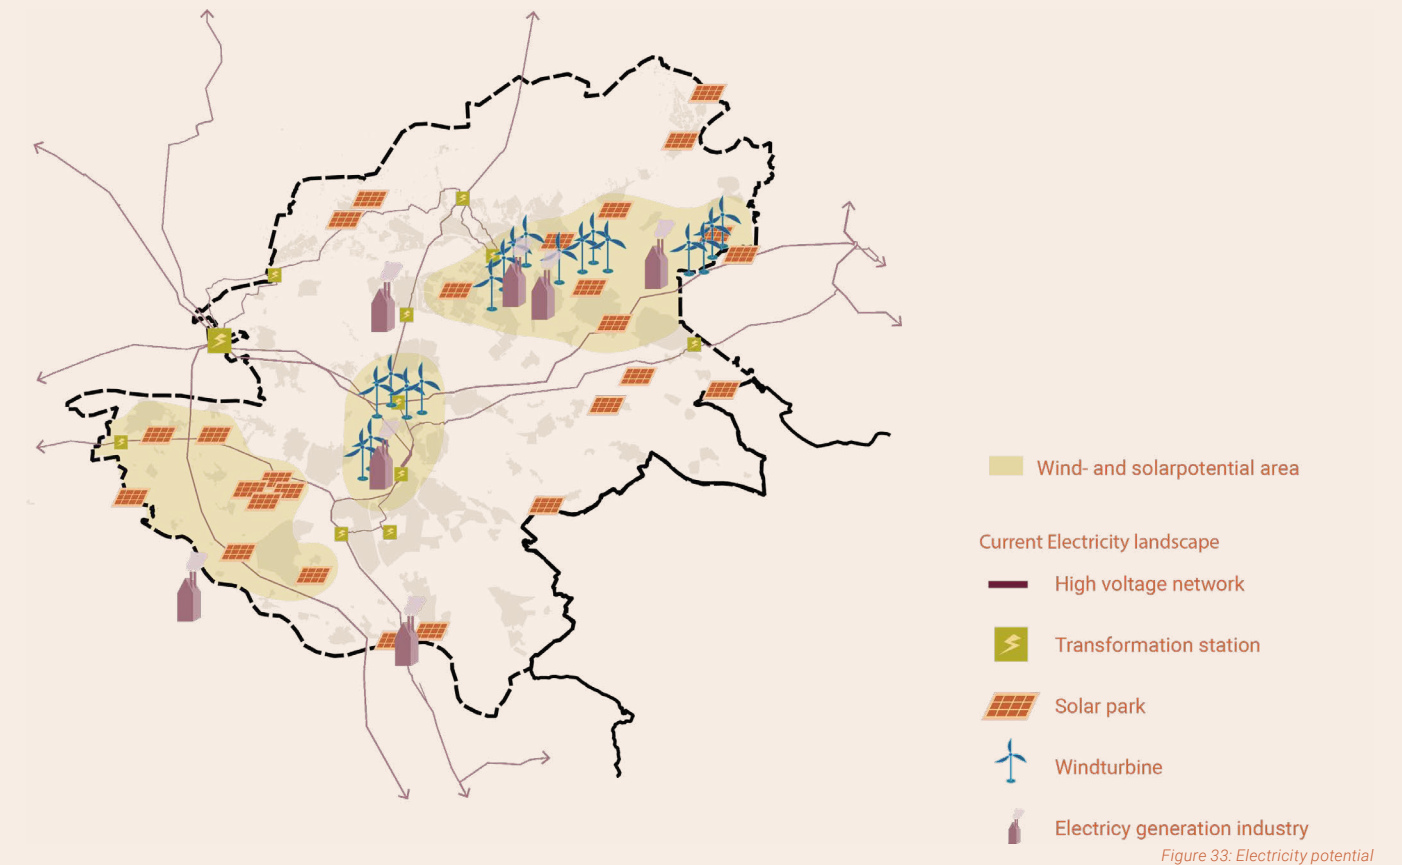 Wind- and solarpotential area
Current Electricity landscape
High voltage network
Transformation station
Solar park
Windturbine
Electricy generation industry
Figure 33: Electricity potential